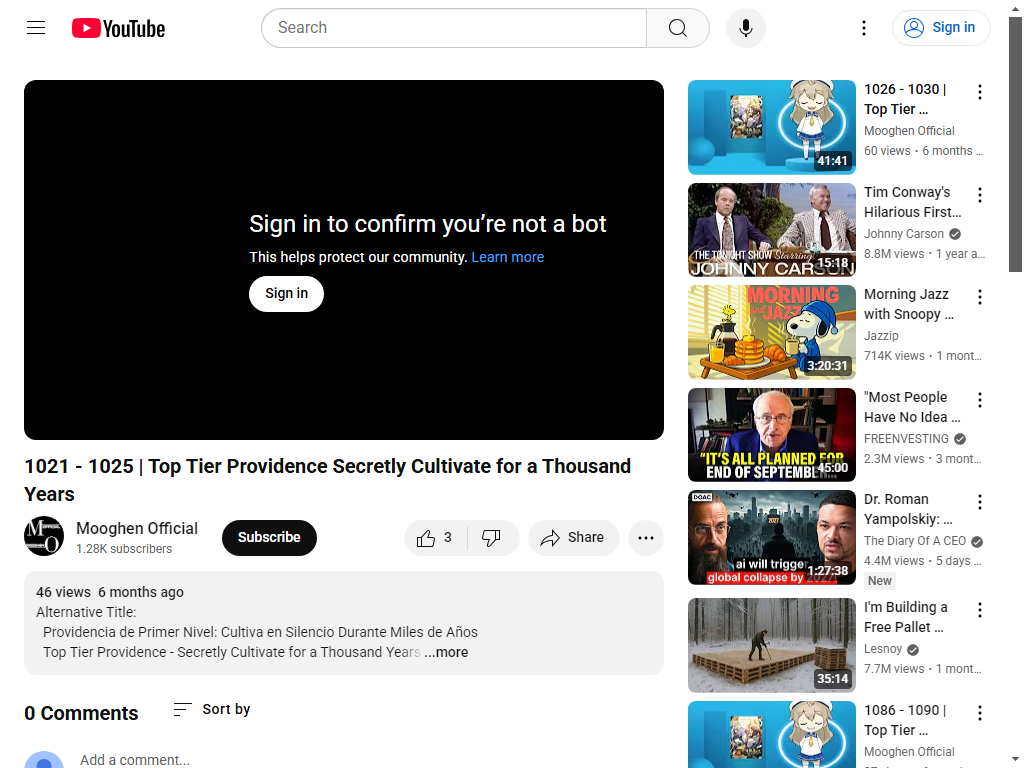 YouTube
Search
Sign in
Sign in to confirm you're not a bot
This helps protect our community. Learn more
Sign in
1021 - 1025 | Top Tier Providence Secretly Cultivate for a Thousand
Years
Mooghen Official
1.28K subscribers
Subscribe
3
Share
46 views 6 months ago
Alternative Title:
Providencia de Primer Nivel: Cultiva en Silencio Durante Miles de Años
Top Tier Providence - Secretly Cultivate for a Thousand Years ...more
0 Comments
Sort by
Add a comment...
41:41
1026 - 1030 |
Top Tier ...
Mooghen Official
60 views • 6 months ...
THE TONIGHT SHOW Starring
JOHNNY CARSON
15:18
Tim Conway's
Hilarious First...
Johnny Carson
8.8M views • 1 year a...
MORNING
and JAZZ
3:20:31
Morning Jazz
with Snoopy ...
Jazzip
714K views • 1 mont...
"IT'S ALL PLANNED FOR
END OF SEPTEMBE
45:00
"Most People
Have No Idea ...
FREENVESTING
2.3M views • 3 mont...
DOAC
2027
ai will trigger
global collapse by 2027
1:27:38
Dr. Roman
Yampolskiy: ...
The Diary Of A CEO
4.4M views • 5 days ...
New
35:14
I'm Building a
Free Pallet ...
Lesnoy
7.7M views • 1 mont...
1086 - 1090 |
Top Tier ...
Mooghen Official